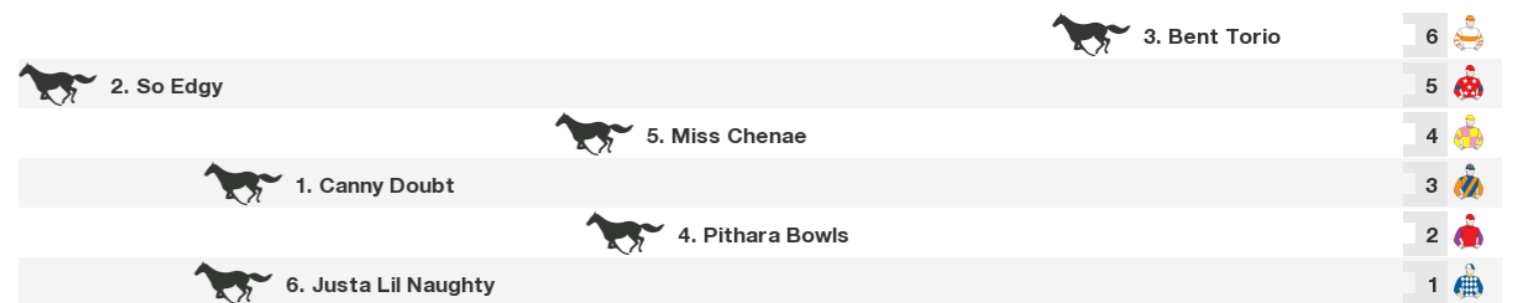 3. Bent Torio 6
2. So Edgy 5
5. Miss Chenae 4
1. Canny Doubt 3
4. Pithara Bowls 2
6. Justa Lil Naughty 1